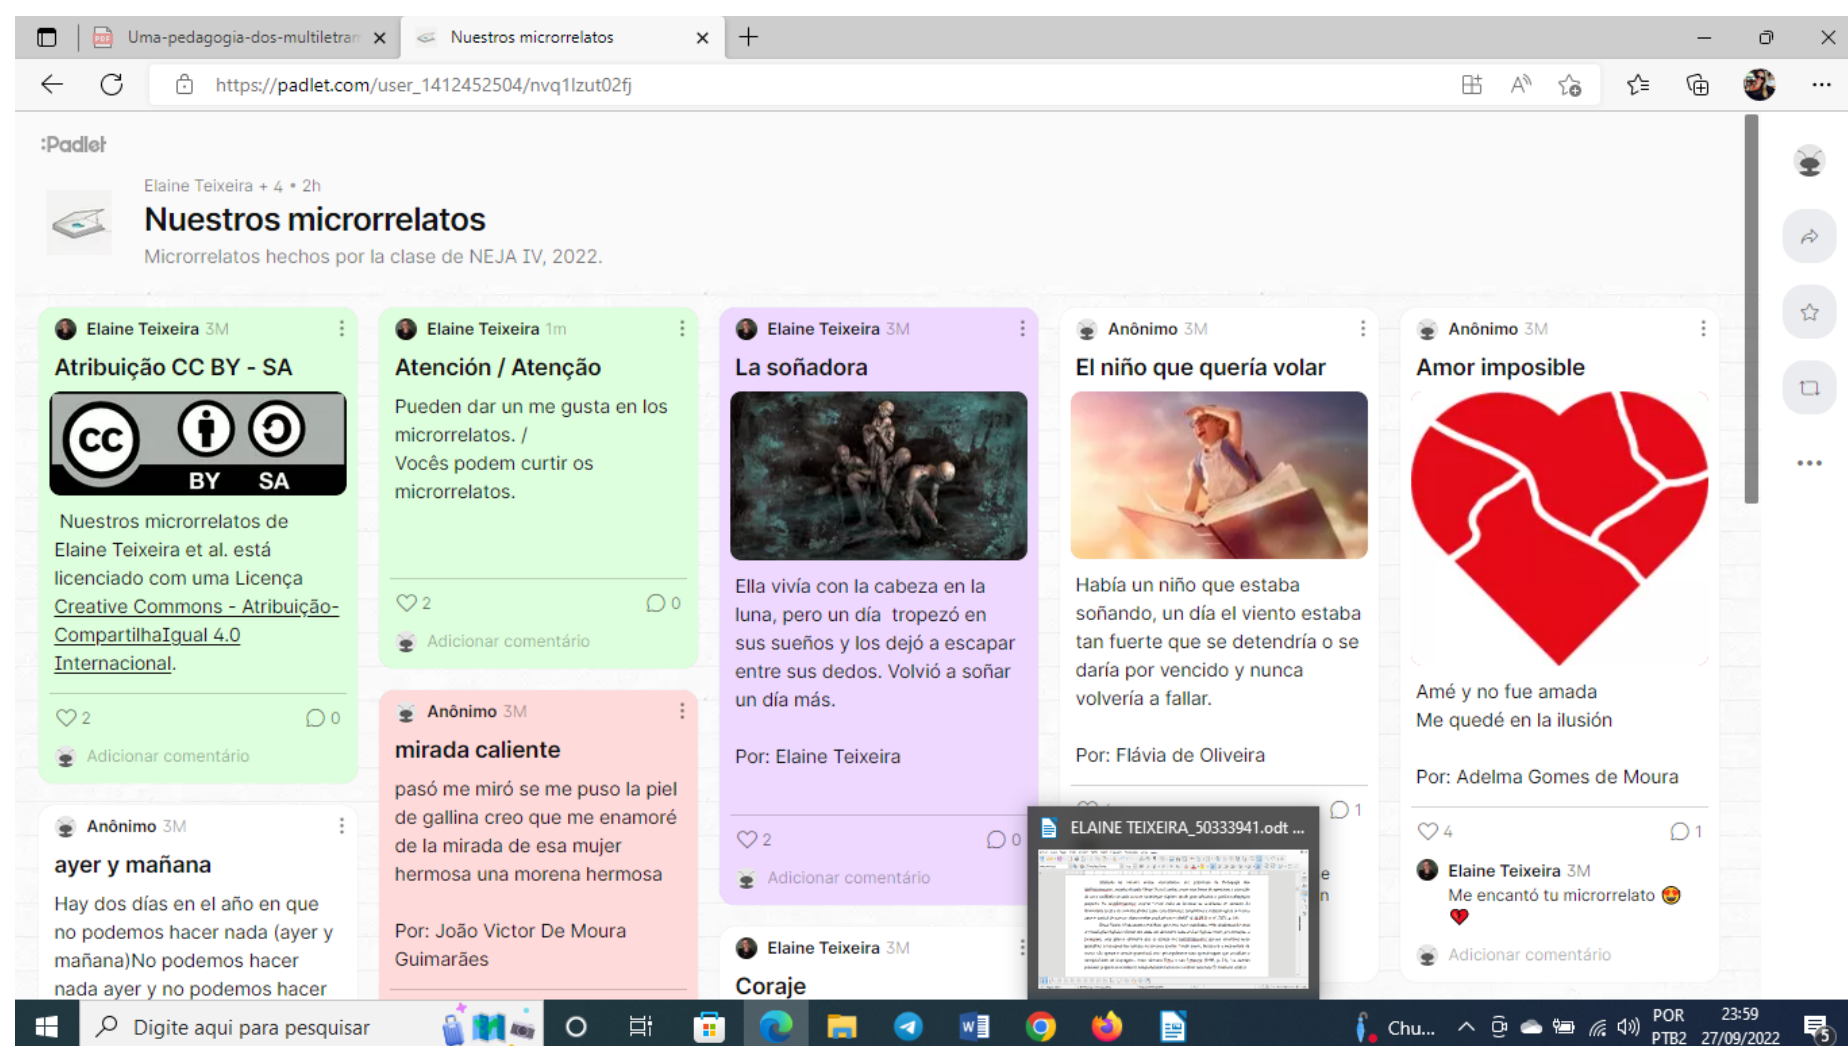 Uma-pedagogia-dos-multiletram
Nuestros microrrelatos
https://padlet.com/user_1412452504/nvq1lzut02fj
:Padlet
Elaine Teixeira + 4 • 2h
Nuestros microrrelatos
Microrrelatos hechos por la clase de NEJA IV, 2022.
Elaine Teixeira 3M
Atribuição CC BY - SA
cc
BY SA
Nuestros microrrelatos de
Elaine Teixeira et al. está
licenciado com uma Licença
Creative Commons - Atribuição-
CompartilhaIgual 4.0
Internacional.
2 0
Adicionar comentário
Anônimo 3M
ayer y mañana
Hay dos días en el año en que
no podemos hacer nada (ayer y
mañana)No podemos hacer
nada ayer y no podemos hacer
Elaine Teixeira 1m
Atención / Atenção
Pueden dar un me gusta en los
microrrelatos. /
Vocês podem curtir os
microrrelatos.
2 0
Adicionar comentário
Anônimo 3M
mirada caliente
pasó me miró se me puso la piel
de gallina creo que me enamoré
de la mirada de esa mujer
hermosa una morena hermosa
Por: João Victor De Moura
Guimarães
Elaine Teixeira 3M
La soñadora
Ella vivía con la cabeza en la
luna, pero un día tropezó en
sus sueños y los dejó a escapar
entre sus dedos. Volvió a soñar
un día más.
Por: Elaine Teixeira
2 0
Adicionar comentário
Elaine Teixeira 3M
Coraje
Anônimo 3M
El niño que quería volar
Había un niño que estaba
soñando, un día el viento estaba
tan fuerte que se detendría o se
daría por vencido y nunca
volvería a fallar.
Por: Flávia de Oliveira
1
e
n
ELAINE TEIXEIRA_50333941.odt ...
Anônimo 3M
Amor imposible
Amé y no fue amada
Me quedé en la ilusión
Por: Adelma Gomes de Moura
4 1
Elaine Teixeira 3M
Me encantó tu microrrelato 😍
💔
Adicionar comentário
Digite aqui para pesquisar
Chu...
POR
PTB2
23:59
27/09/2022
5